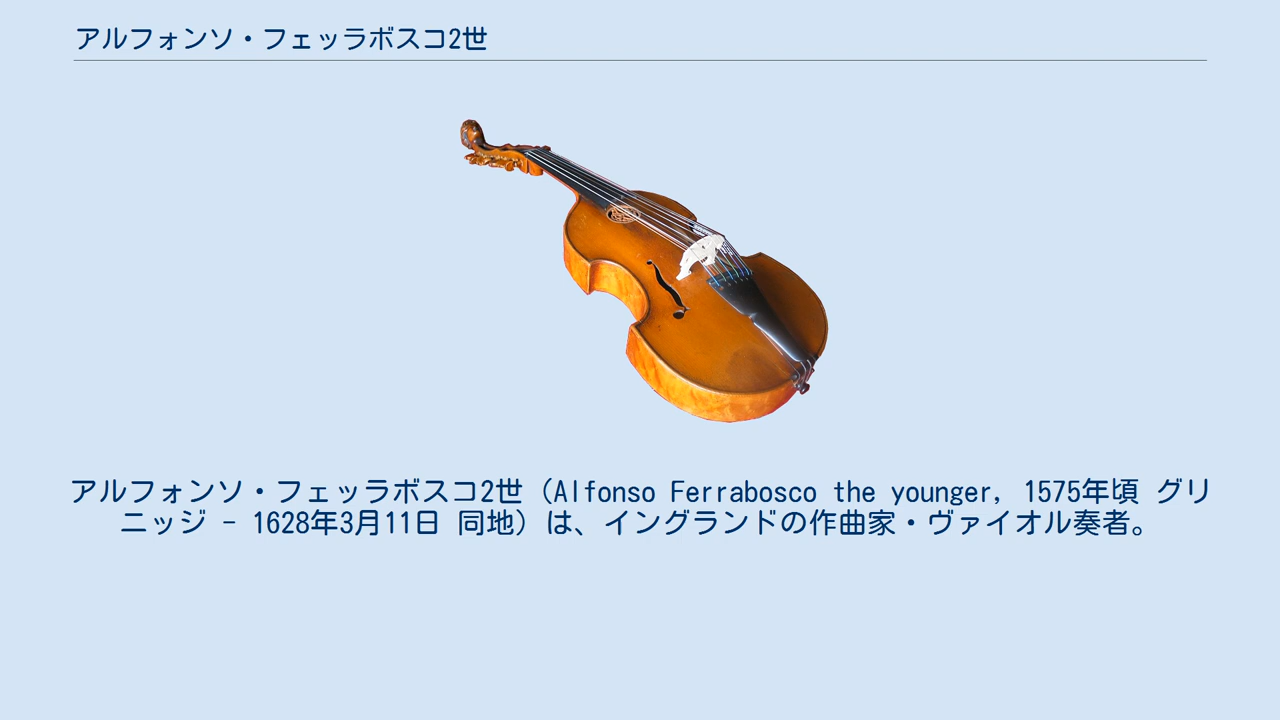 アルフォンソ・フェッラボスコ2世
アルフォンソ・フェッラボスコ2世（Alfonso Ferrabosco the younger, 1575年頃 グリ
ニッジ - 1628年3月11日 同地）は、イングランドの作曲家・ヴァイオル奏者。